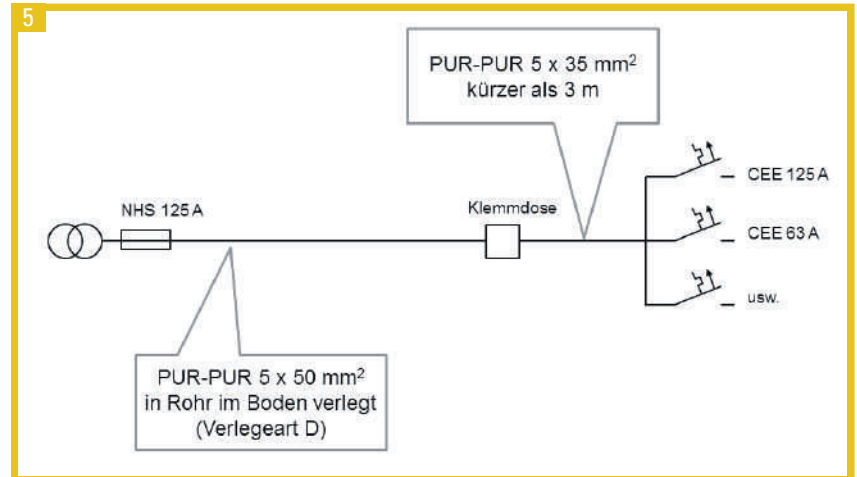 5
PUR-PUR 5 x 35 mm²
kürzer als 3 m
NHS 125 A
Klemmdose
CEE 125 A
CEE 63 A
usw.
PUR-PUR 5 x 50 mm²
in Rohr im Boden verlegt
(Verlegeart D)